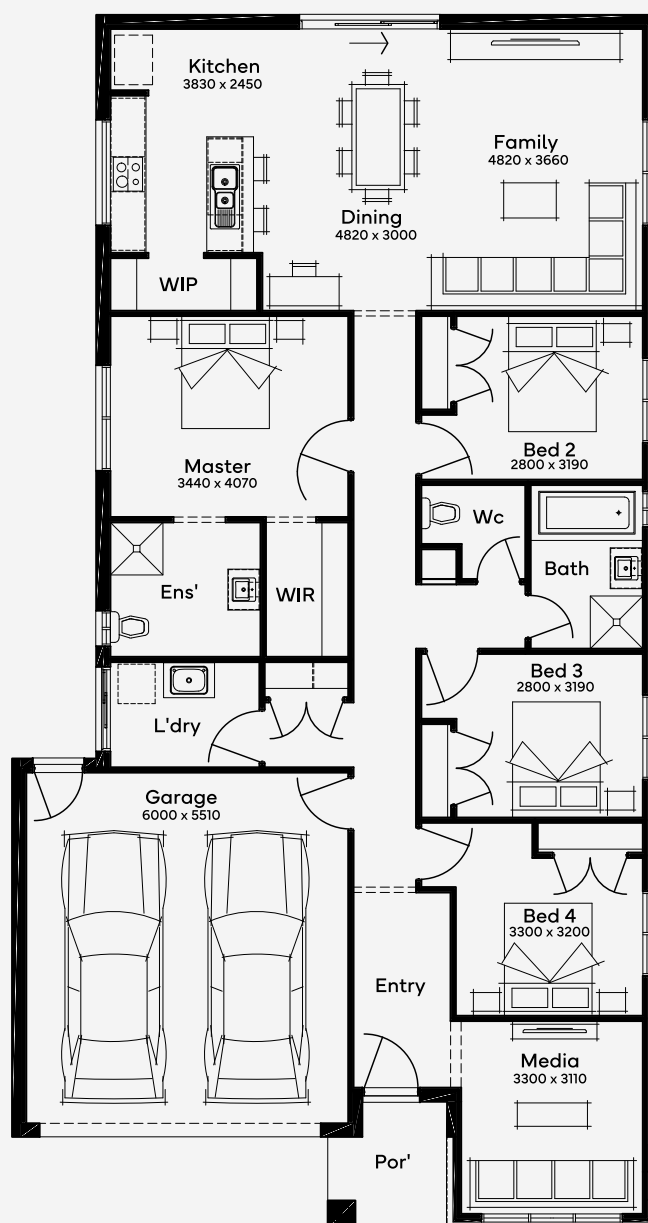 Kitchen
3830 x 2450
Family
4820 x 3660
Dining
4820 x 3000
WIP
Master
3440 x 4070
Bed 2
2800 x 3190
Wc
Bath
Ens'
WIR
Bed 3
2800 x 3190
L'dry
Garage
6000 x 5510
Bed 4
3300 x 3200
Entry
Media
3300 x 3110
Por'